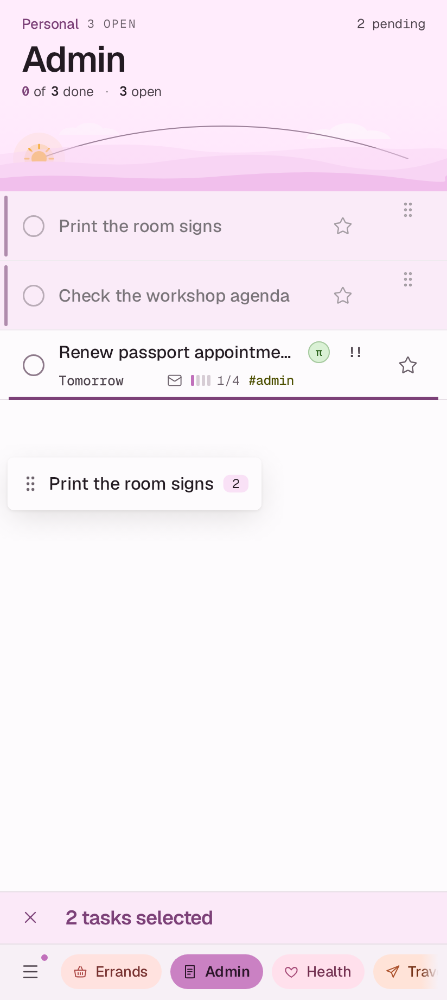 Personal 3 OPEN 2 pending
Admin
0 of 3 done · 3 open
Print the room signs
Check the workshop agenda
Renew passport appointme… π !!
Tomorrow 1/4 #admin
Print the room signs 2
2 tasks selected
Errands Admin Health Trav